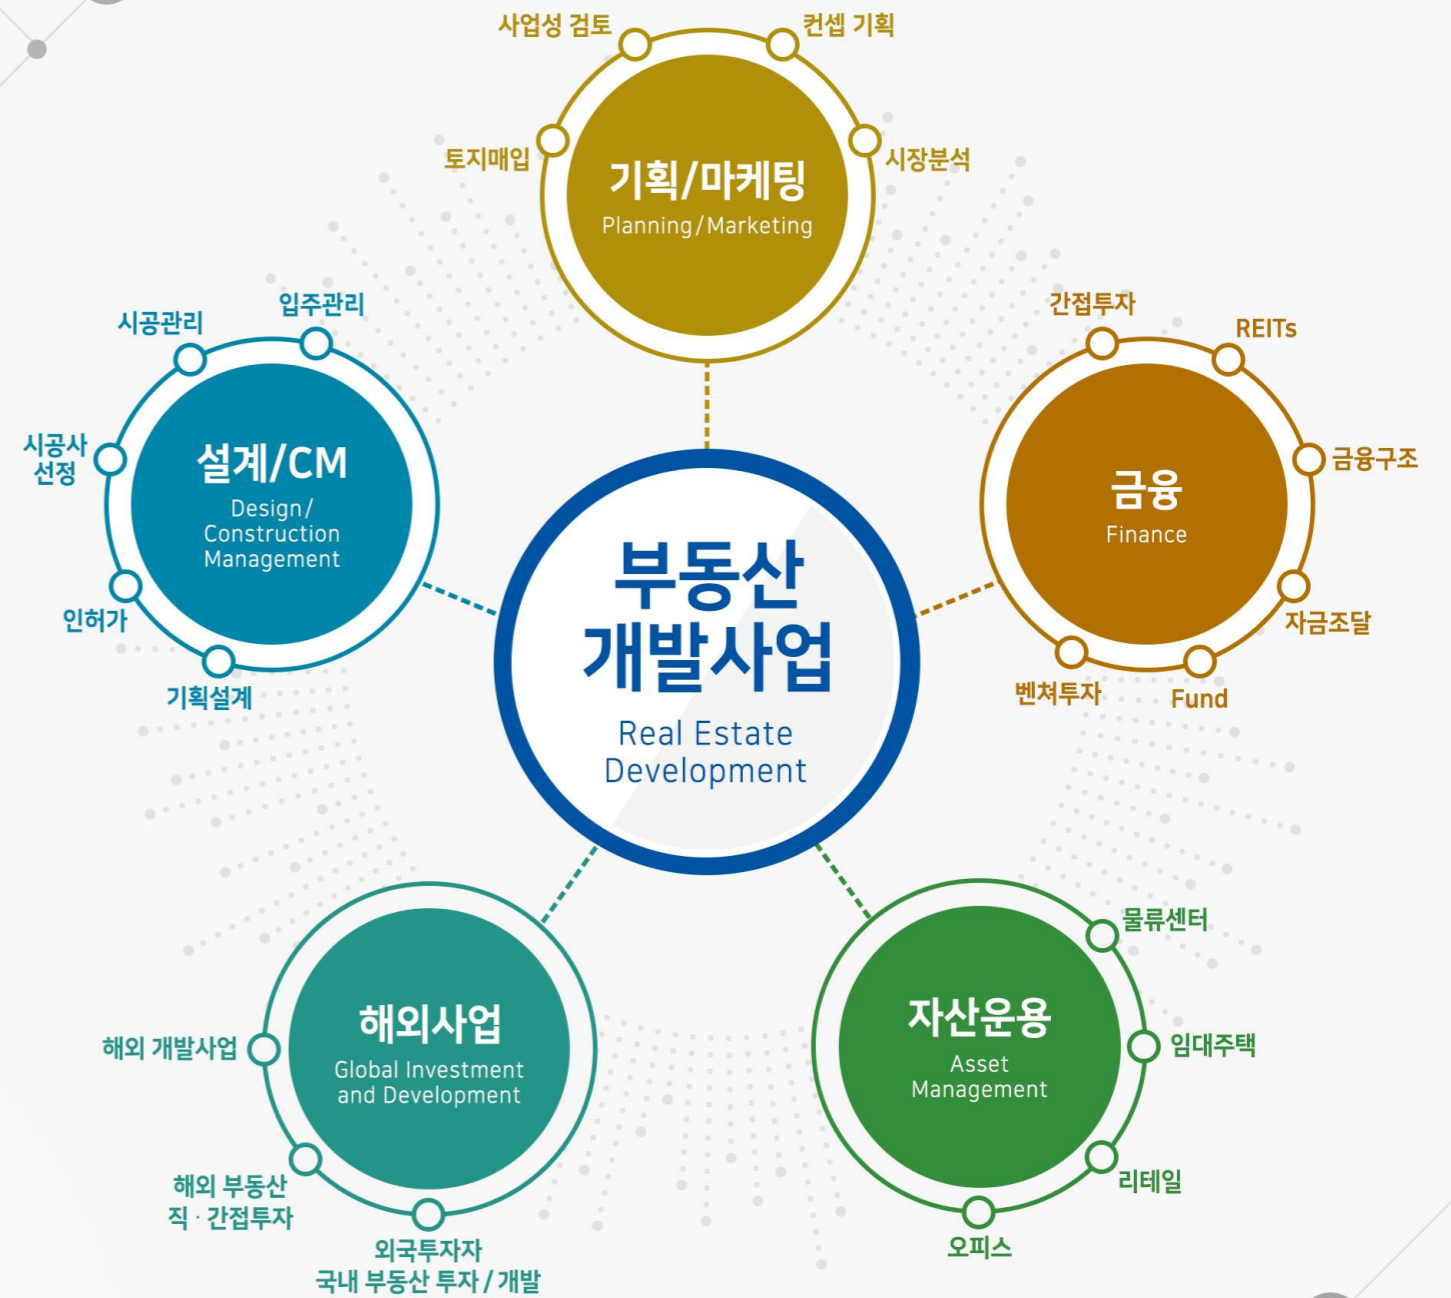 사업성 검토
컨셉 기획
토지매입
시장분석
기획/마케팅
Planning/Marketing
입주관리
시공관리
시공사
선정
인허가
기획설계
설계/CM
Design/
Construction
Management
간접투자
REITs
금융구조
자금조달
Fund
벤쳐투자
금융
Finance
부동산
개발사업
Real Estate
Development
해외사업
Global Investment
and Development
해외 개발사업
해외 부동산
직 · 간접투자
외국투자자
국내 부동산 투자 / 개발
자산운용
Asset
Management
물류센터
임대주택
리테일
오피스